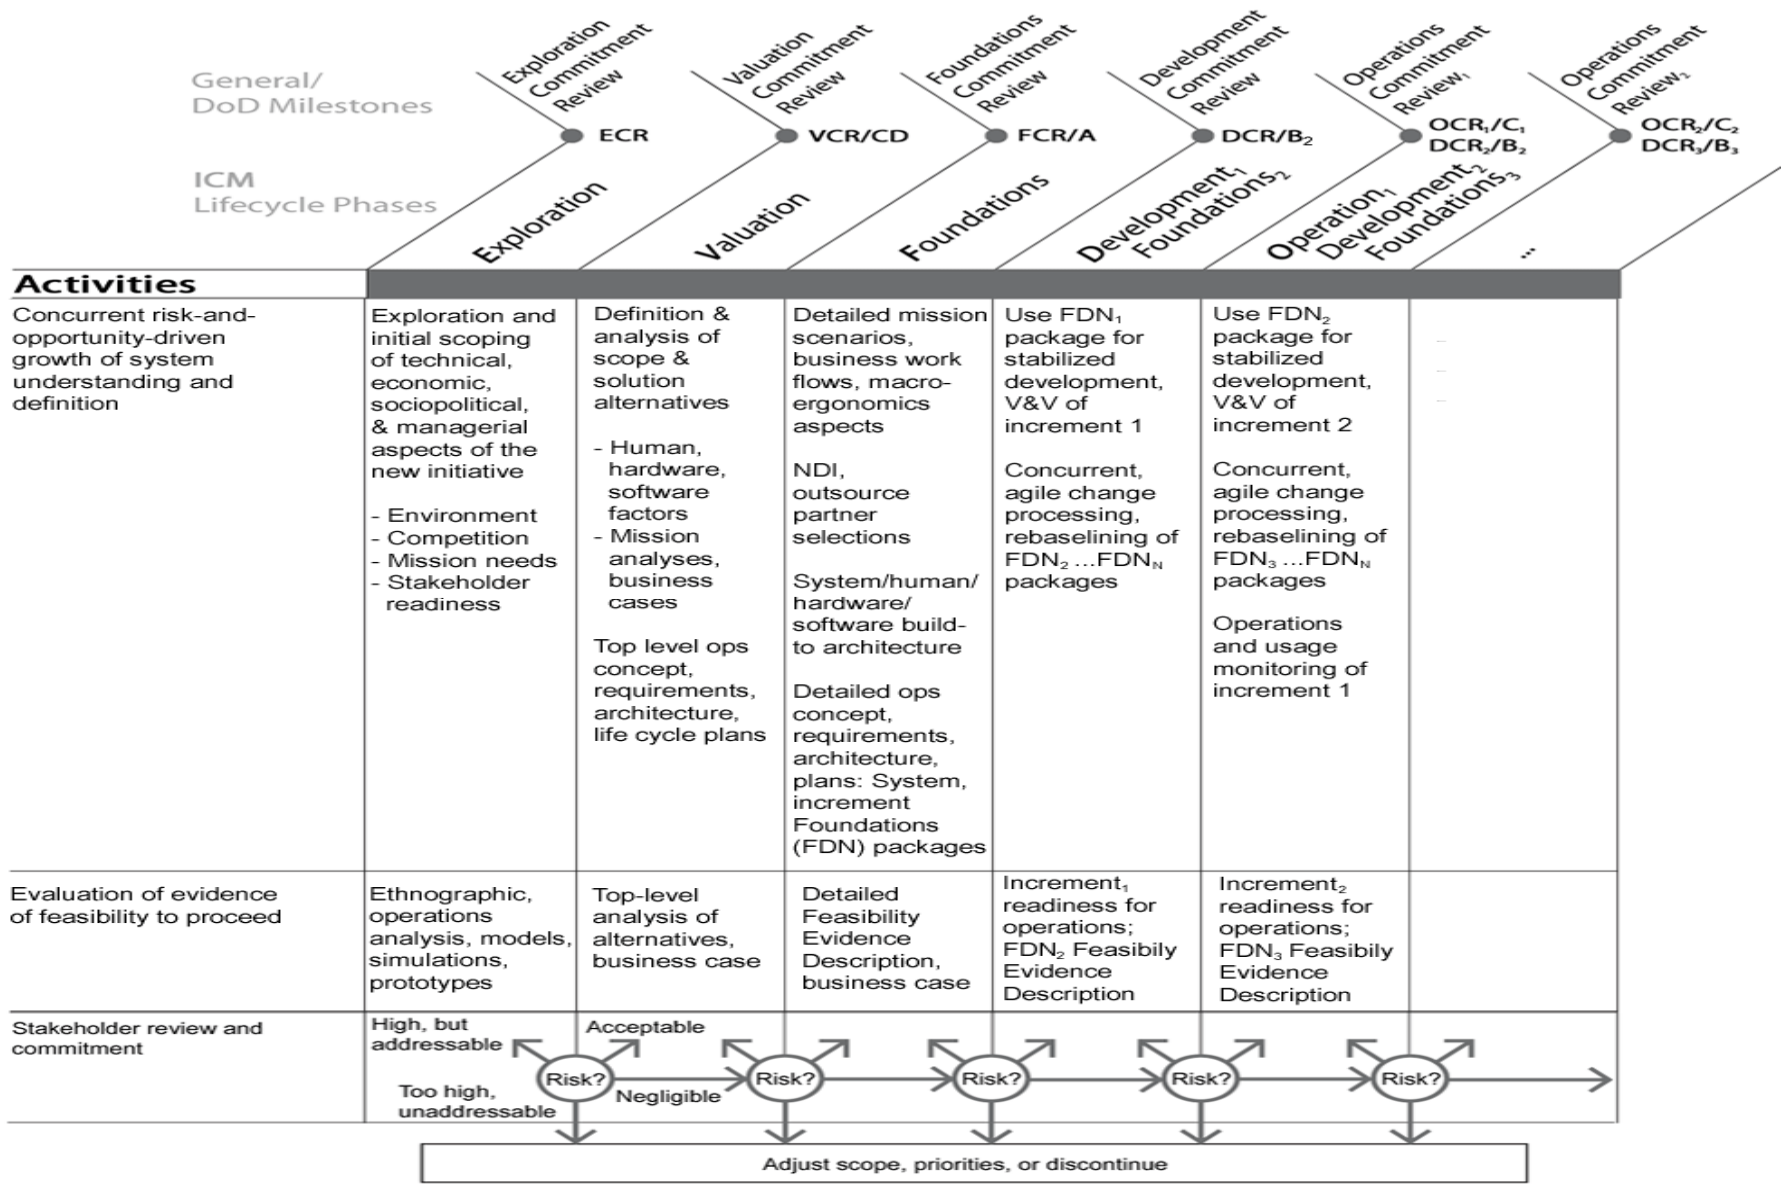 General/
DoD Milestones
Exploration
Commitment
Review
Valuation
Commitment
Review
Foundations
Commitment
Review
Development
Commitment
Review
Operations
Commitment
Review₁
Operations
Commitment
Review₂
ECR
VCR/CD
FCR/A
DCR/B₂
OCR₁/C₁
DCR₂/B₂
OCR₂/C₂
DCR₃/B₃
ICM
Lifecycle Phases
Exploration
Valuation
Foundations
Development₁
Foundations₂
Operation₁
Development₂
Foundations₃
...
Activities
Concurrent risk-and-
opportunity-driven
growth of system
understanding and
definition
Exploration and
initial scoping
of technical,
economic,
sociopolitical,
& managerial
aspects of the
new initiative
- Environment
- Competition
- Mission needs
- Stakeholder
readiness
Definition &
analysis of
scope &
solution
alternatives
- Human,
hardware,
software
factors
- Mission
analyses,
business
cases
Top level ops
concept,
requirements,
architecture,
life cycle plans
Detailed mission
scenarios,
business work
flows, macro-
ergonomics
aspects
NDI,
outsource
partner
selections
System/human/
hardware/
software build-
to architecture
Detailed ops
concept,
requirements,
architecture,
plans: System,
increment
Foundations
(FDN) packages
Use FDN₁
package for
stabilized
development,
V&V of
increment 1
Concurrent,
agile change
processing,
rebaselining of
FDN₂ ...FDNN
packages
Use FDN₂
package for
stabilized
development,
V&V of
increment 2
Concurrent,
agile change
processing,
rebaselining of
FDN₃ ...FDNN
packages
Operations
and usage
monitoring of
increment 1
Evaluation of evidence
of feasibility to proceed
Ethnographic,
operations
analysis, models,
simulations,
prototypes
Top-level
analysis of
alternatives,
business case
Detailed
Feasibility
Evidence
Description,
business case
Increment₁
readiness for
operations;
FDN₂ Feasibily
Evidence
Description
Increment₂
readiness for
operations;
FDN₃ Feasibily
Evidence
Description
Stakeholder review and
commitment
High, but
addressable
Acceptable
Too high,
unaddressable
Negligible
Risk?
Risk?
Risk?
Risk?
Risk?
Adjust scope, priorities, or discontinue